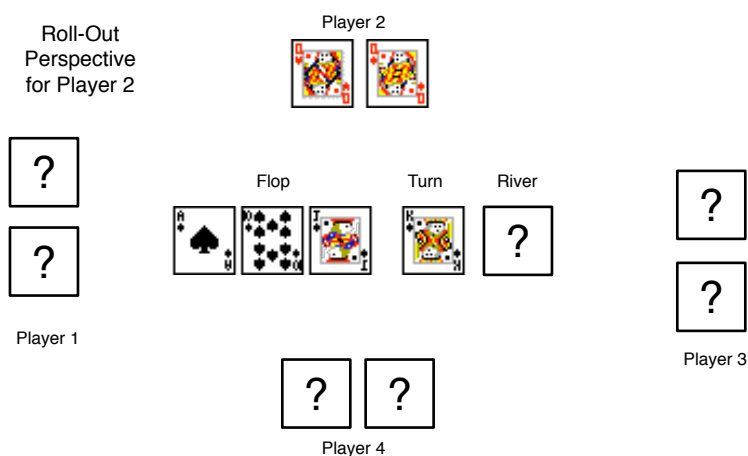 Roll-Out
Perspective
for Player 2
Player 2
?
?
Flop
Turn
River
A
K
?
?
?
Player 1
Player 3
?
?
Player 4